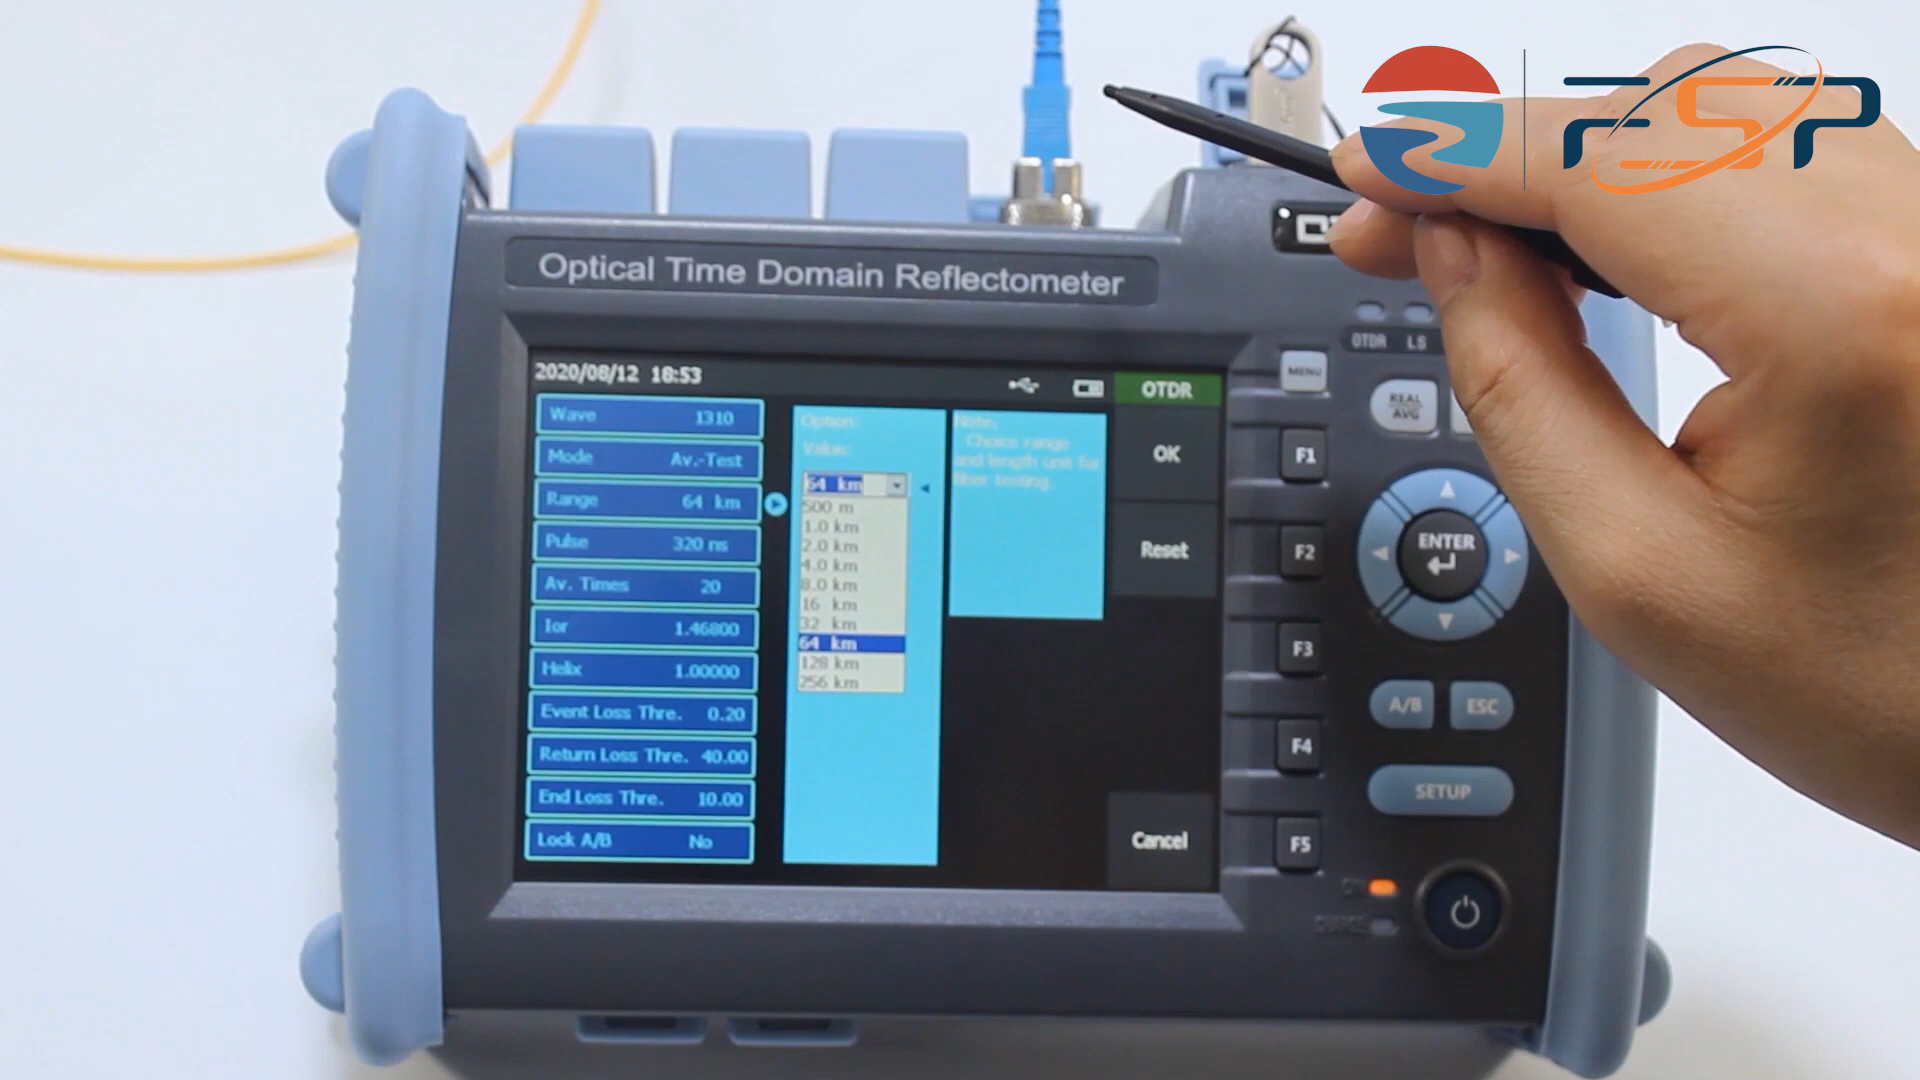 FSP
Optical Time Domain Reflectometer
OTDR LS
2020/08/12 18:53
OTDR
MENU
REAL
AVG
Wave 1310
Mode Av.-Test
Range 64 km
Pulse 320 ns
Av. Times 20
Ior 1.46800
Helix 1.00000
Event Loss Thre. 0.20
Return Loss Thre. 40.00
End Loss Thre. 10.00
Lock A/B No
Option:
Value:
64 km
500 m
1.0 km
2.0 km
4.0 km
8.0 km
16 km
32 km
64 km
128 km
256 km
Note:
Choice range
and length unit for
fiber testing.
OK
Reset
Cancel
F1
F2
F3
F4
F5
ENTER
A/B
ESC
SETUP
ON
CHARGE